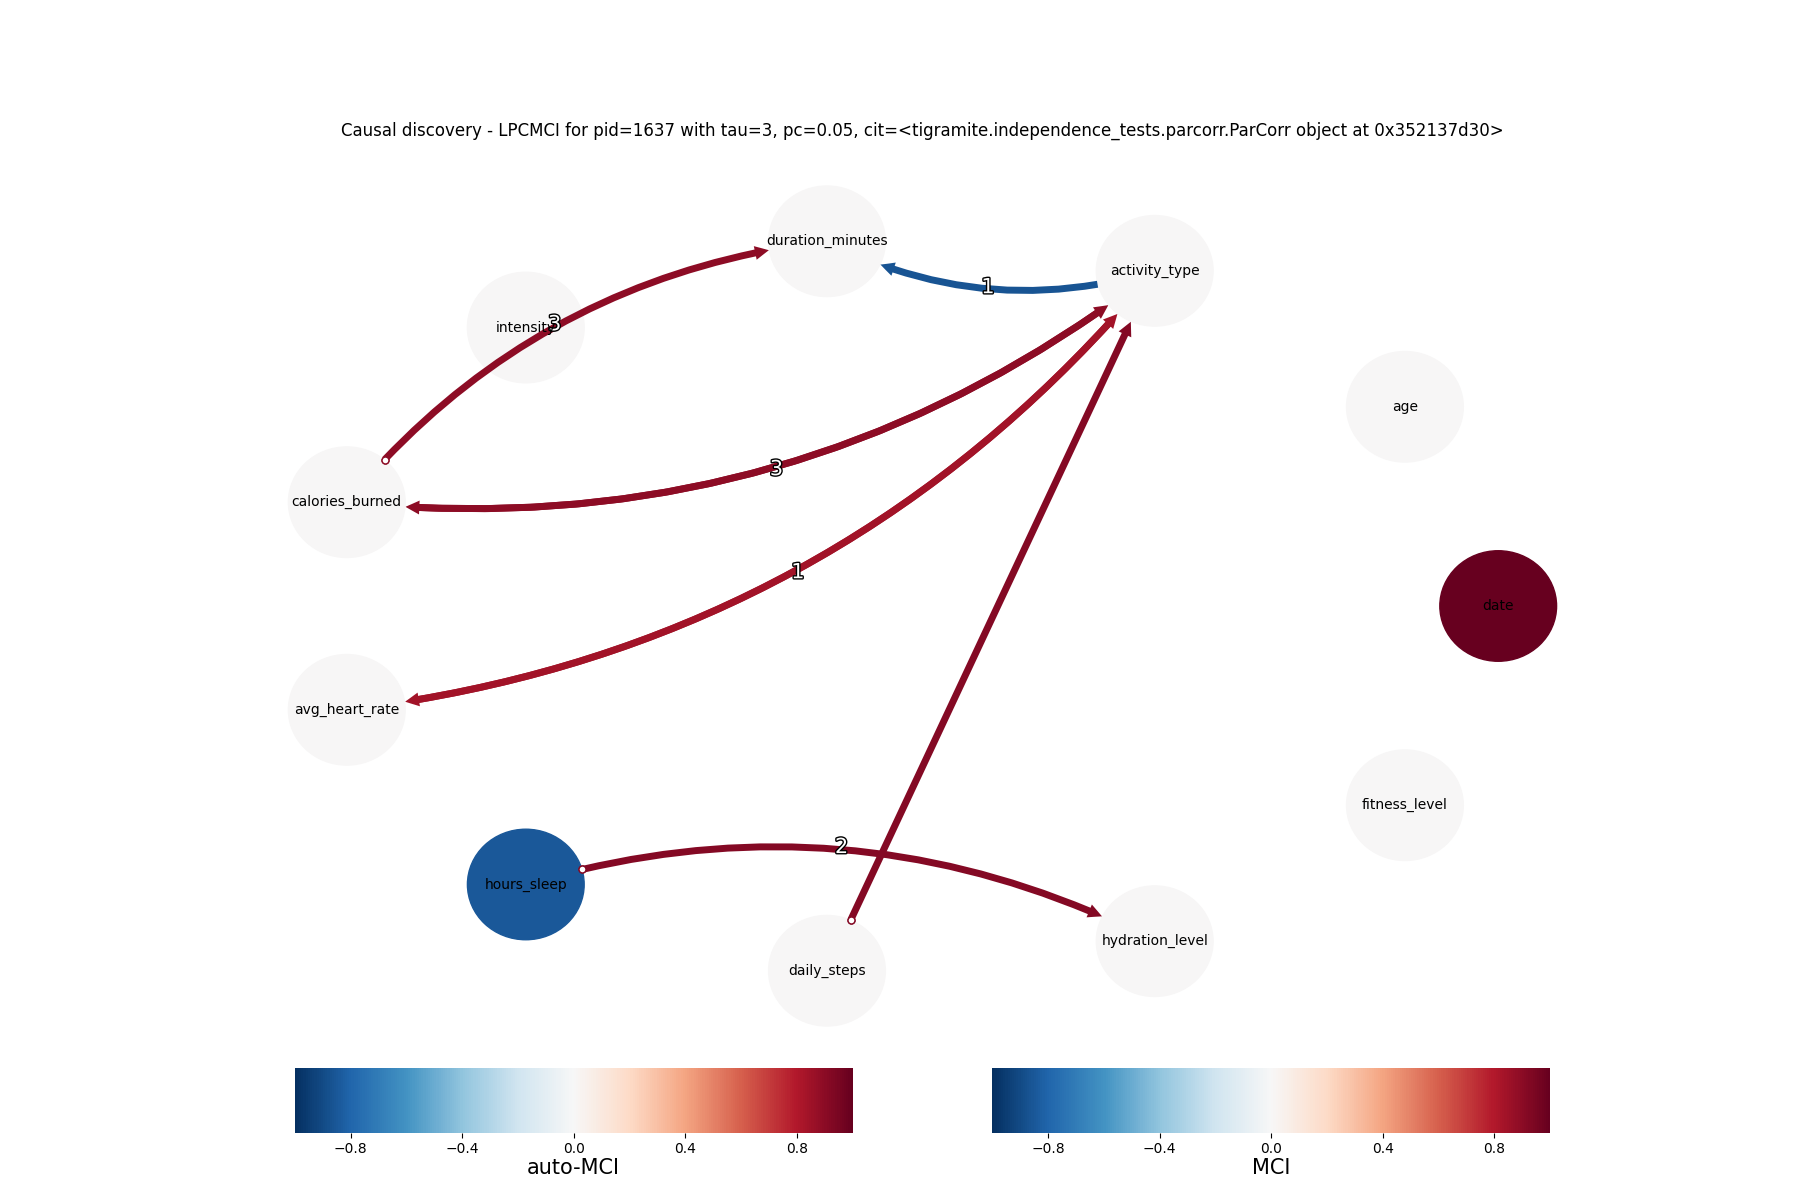 Causal discovery - LPCMCI for pid=1637 with tau=3, pc=0.05, cit=<tigramite.independence_tests.parcorr.ParCorr object at 0x352137d30>
duration_minutes
activity_type
1
intensity
3
age
3
calories_burned
1
date
avg_heart_rate
fitness_level
2
hours_sleep
hydration_level
daily_steps
−0.8 −0.4 0.0 0.4 0.8
auto-MCI
−0.8 −0.4 0.0 0.4 0.8
MCI